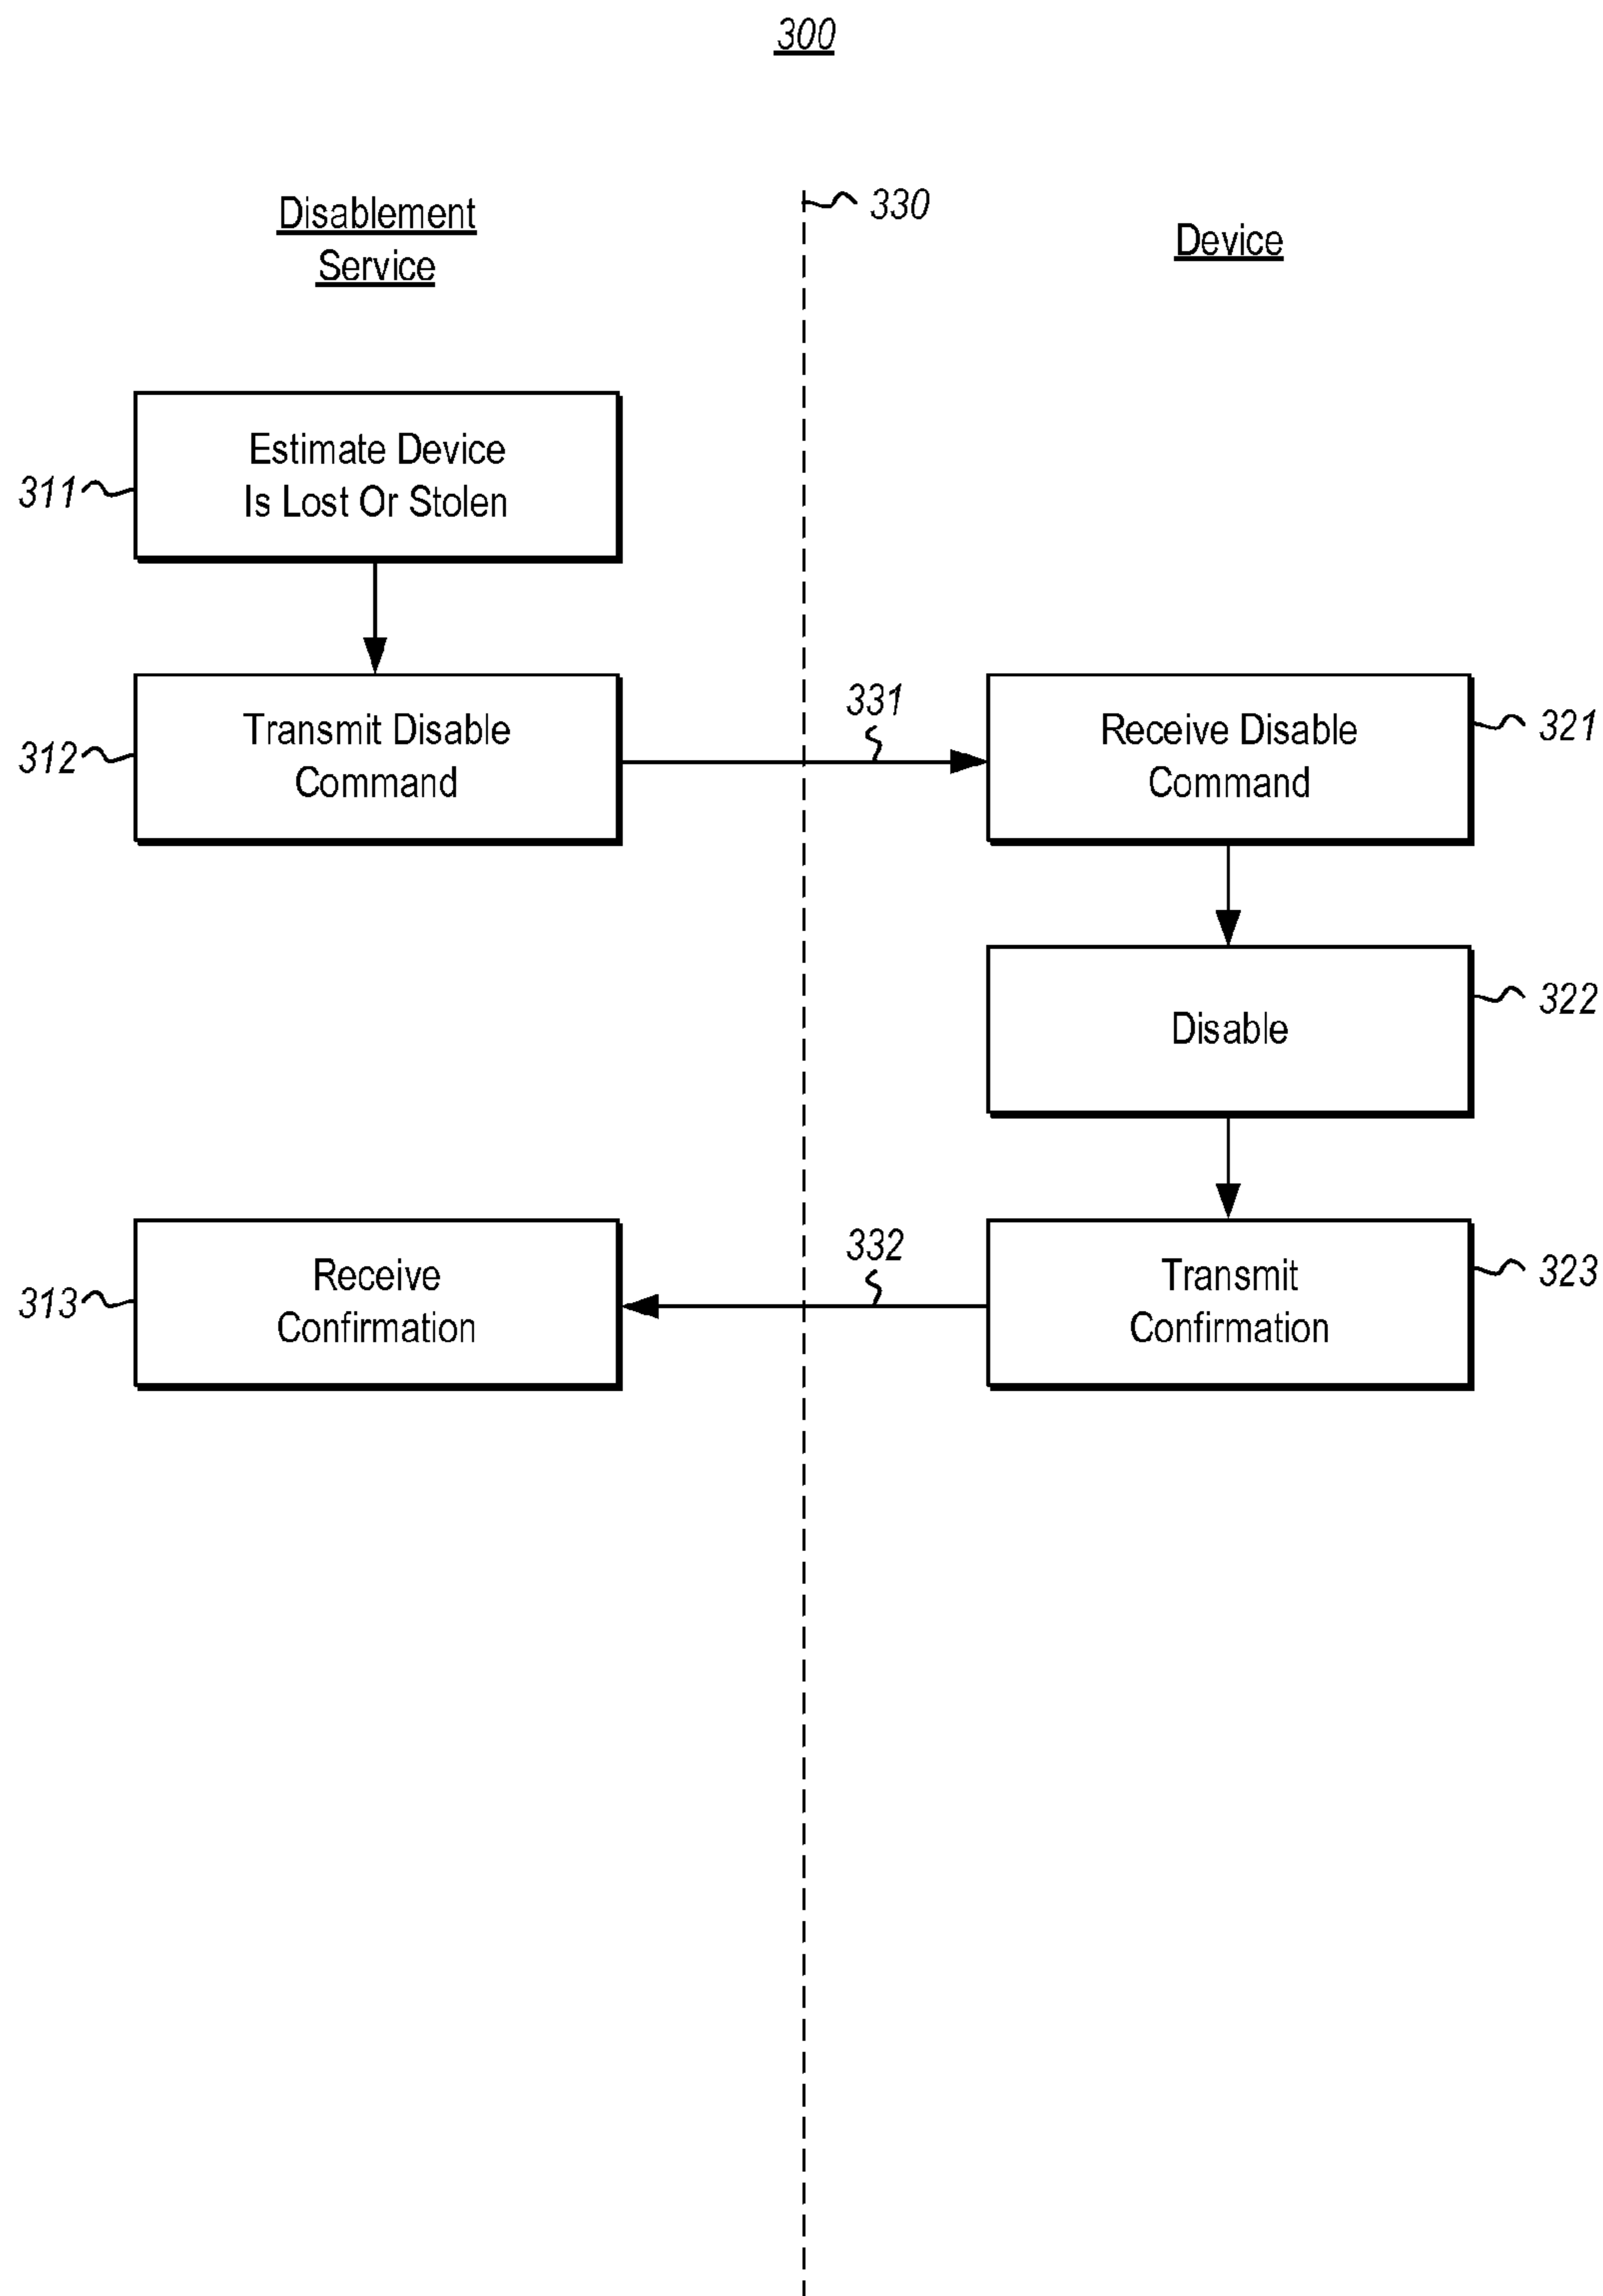 300
Disablement
Service
330
Device
311
Estimate Device
Is Lost Or Stolen
312
Transmit Disable
Command
331
Receive Disable
Command
321
Disable
322
313
Receive
Confirmation
332
Transmit
Confirmation
323